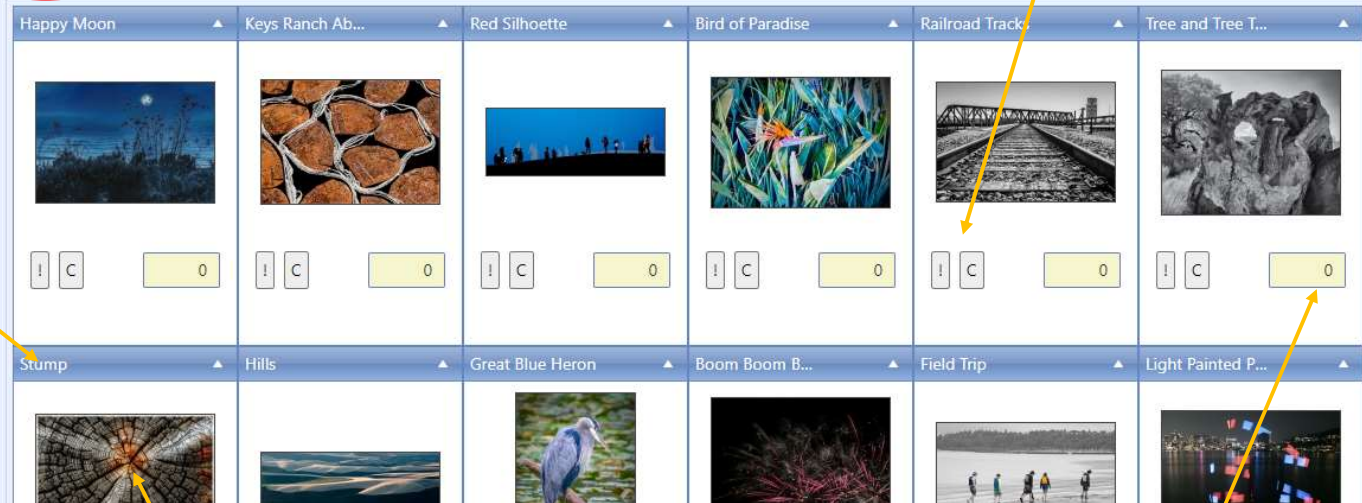 Happy Moon Keys Ranch Ab... Red Silhoette Bird of Paradise Railroad Tracks Tree and Tree T...
! C 0 ! C 0 ! C 0 ! C 0 ! C 0 ! C 0
Stump Hills Great Blue Heron Boom Boom B... Field Trip Light Painted P...